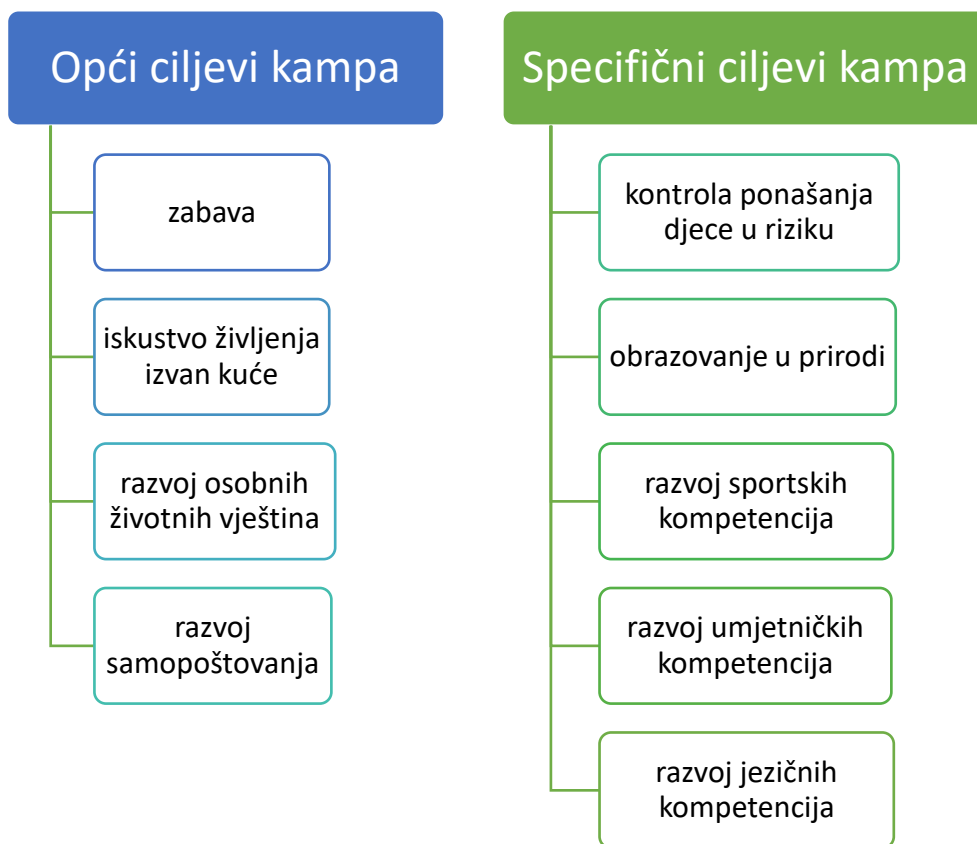 Opći ciljevi kampa
zabava
iskustvo življenja
izvan kuće
razvoj osobnih
životnih vještina
razvoj
samopoštovanja
Specifični ciljevi kampa
kontrola ponašanja
djece u riziku
obrazovanje u prirodi
razvoj sportskih
kompetencija
razvoj umjetničkih
kompetencija
razvoj jezičnih
kompetencija